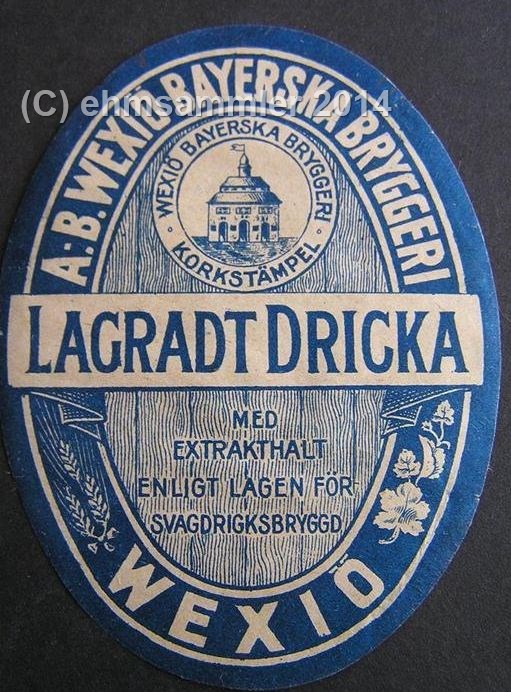 (C) ehmsammler 2014
A.B. WEXIÖ BAYERSKA BRYGGERI
WEXIÖ BAYERSKA BRYGGERI
KORKSTÄMPEL
LAGRADT DRICKA
MED
EXTRAKTHALT
ENLIGT LAGEN FÖR
SVAGDRICKSBRYGGD.
WEXIÖ